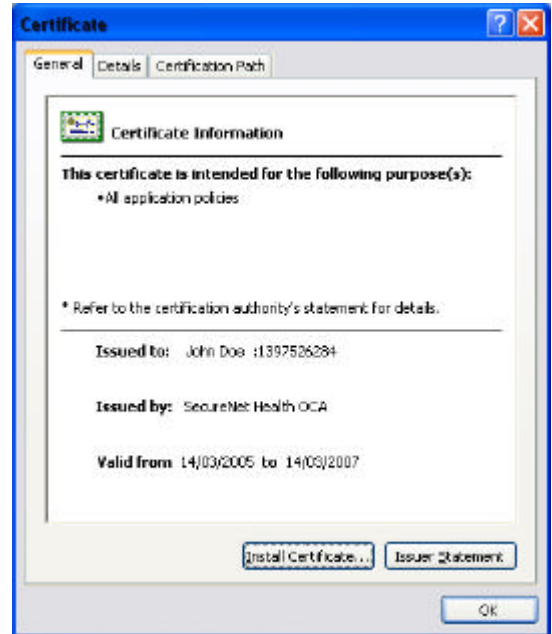 Certificate
General Details Certification Path
Certificate Information
This certificate is intended for the following purpose(s):
•All application policies
* Refer to the certification authority's statement for details.
Issued to: John Doe :1397526284
Issued by: SecureNet Health OCA
Valid from 14/03/2005 to 14/03/2007
Install Certificate... Issuer Statement
OK